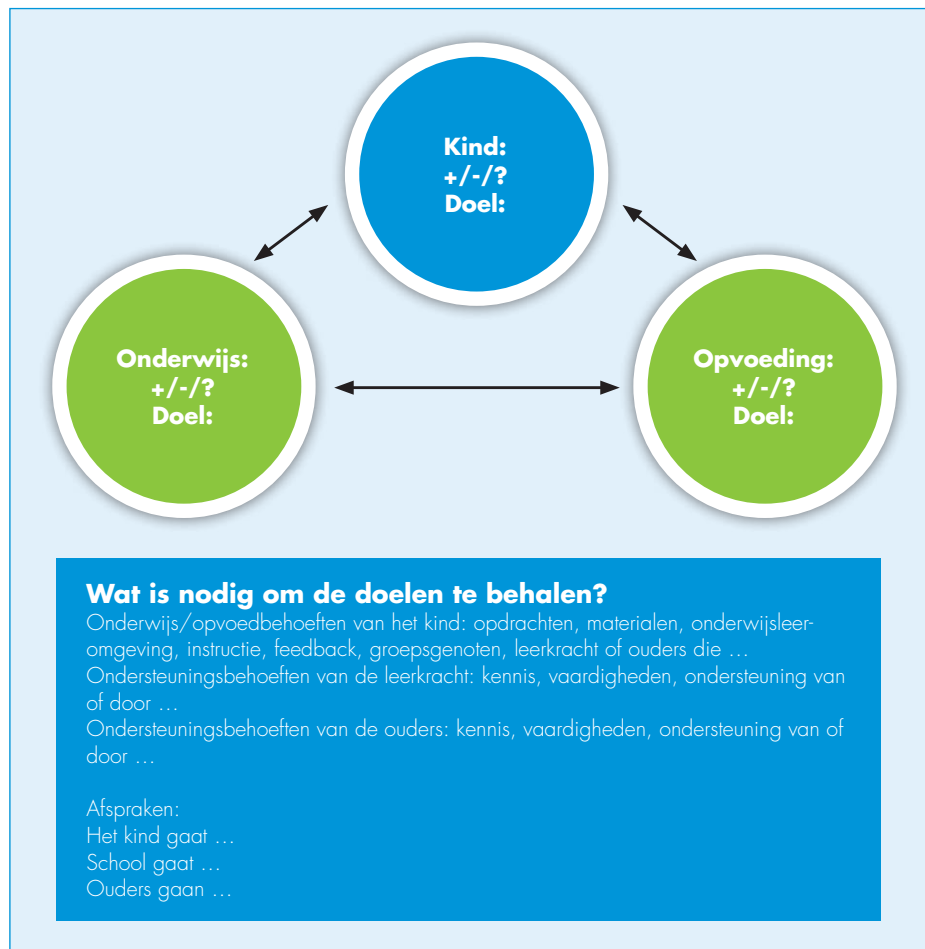 Kind:
+/-/?
Doel:
Onderwijs:
+/-/?
Doel:
Opvoeding:
+/-/?
Doel:
Wat is nodig om de doelen te behalen?
Onderwijs/opvoedbehoeften van het kind: opdrachten, materialen, onderwijsleer-
omgeving, instructie, feedback, groepsgenoten, leerkracht of ouders die …
Ondersteuningsbehoeften van de leerkracht: kennis, vaardigheden, ondersteuning van
of door …
Ondersteuningsbehoeften van de ouders: kennis, vaardigheden, ondersteuning van of
door …
Afspraken:
Het kind gaat …
School gaat …
Ouders gaan …